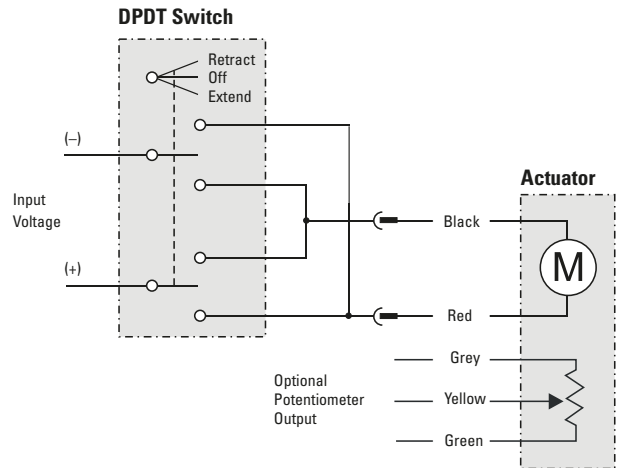 DPDT Switch
Retract
Off
Extend
(–)
Input
Voltage
(+)
Actuator
Black
M
Red
Grey
Optional
Potentiometer
Output
Yellow
Green